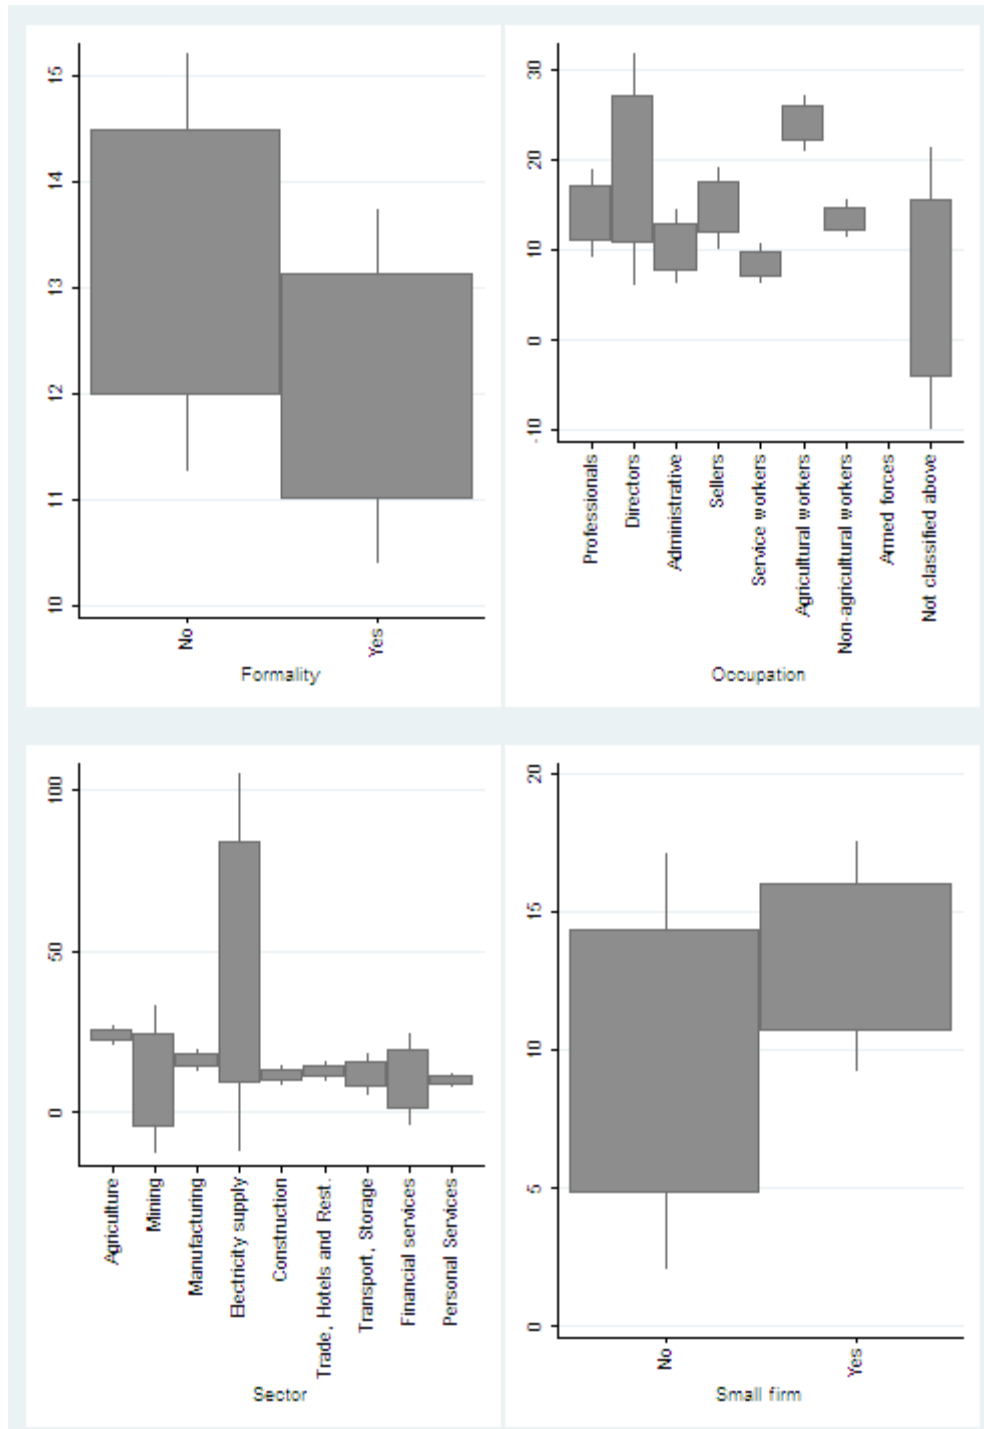 15
14
13
12
11
10
No
Yes
Formality
30
20
10
0
-10
Professionals
Directors
Administrative
Sellers
Service workers
Agricultural workers
Non-agricultural workers
Armed forces
Not classified above
Occupation
100
50
0
Agriculture
Mining
Manufacturing
Electricity supply
Construction
Trade, Hotels and Rest.
Transport, Storage
Financial services
Personal Services
Sector
20
15
10
5
0
No
Yes
Small firm